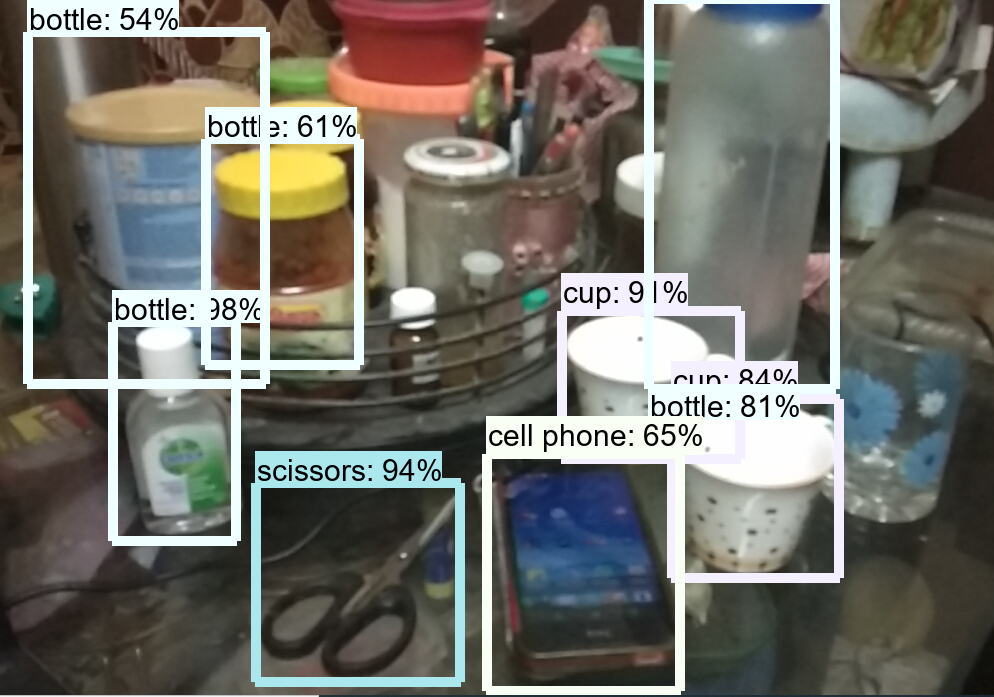 bottle: 54%
bottle: 61%
bottle: 98%
cup: 91%
cup: 84%
bottle: 81%
cell phone: 65%
scissors: 94%